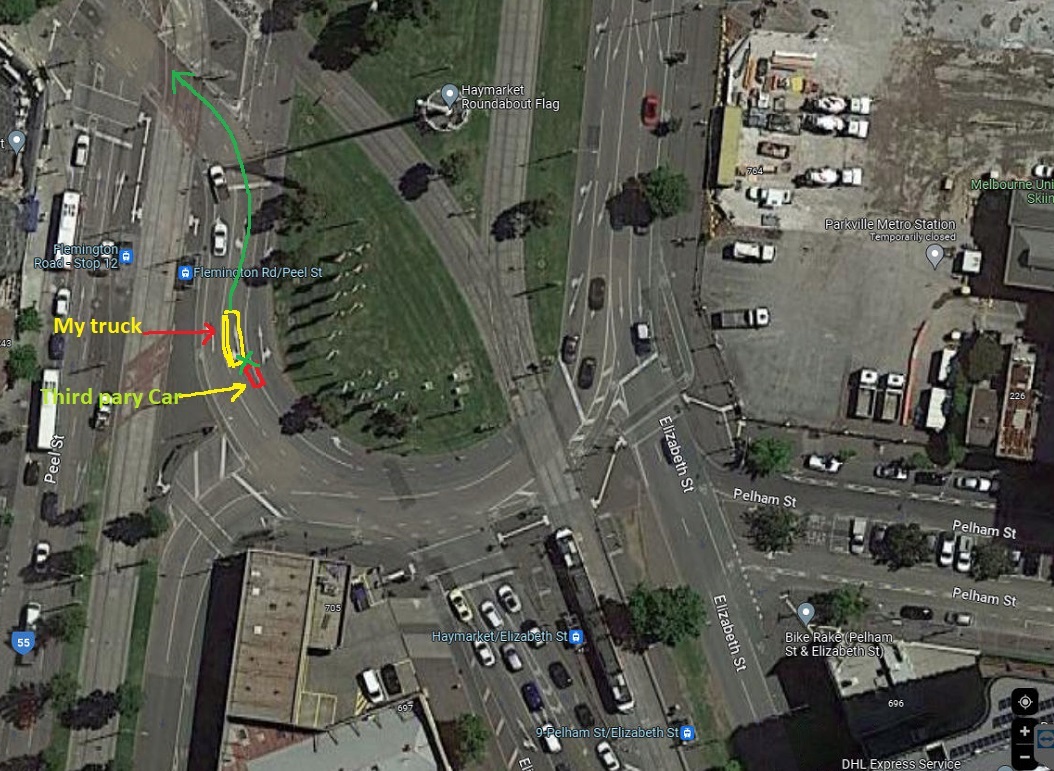 Haymarket
Roundabout Flag
t
764
Melbourne Uni
Skiin
Parkville Metro Station
Temporarily closed
Flemington
Road - Stop 12
Flemington Rd/Peel St
My truck
243
Third pary Car
226
Peel St
Elizabeth St
Pelham St
Pelham St
Pelham St
Elizabeth St
705
55
Haymarket/Elizabeth St
Bike Rake (Pelham
St & Elizabeth St)
697
696
9-Pelham St/Elizabeth St
DHL Express Service